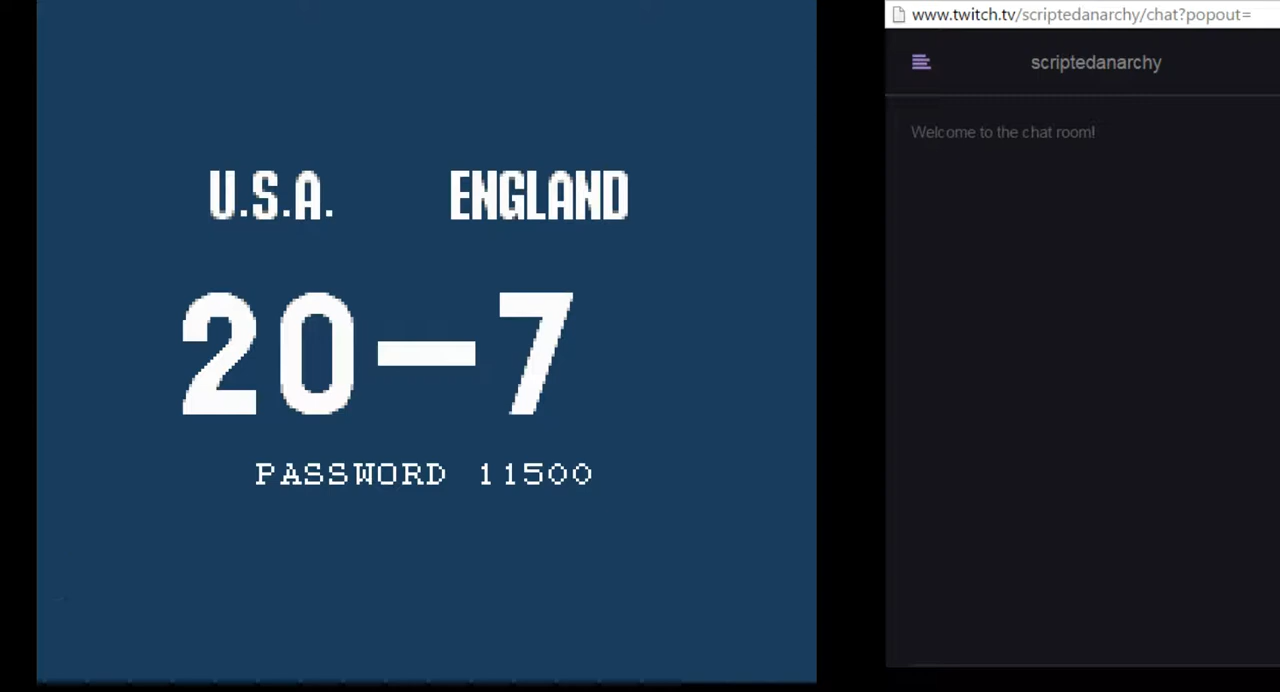 U.S.A. ENGLAND
20-7
PASSWORD 11500
www.twitch.tv/scriptedanarchy/chat?popout=
scriptedanarchy
Welcome to the chat room!